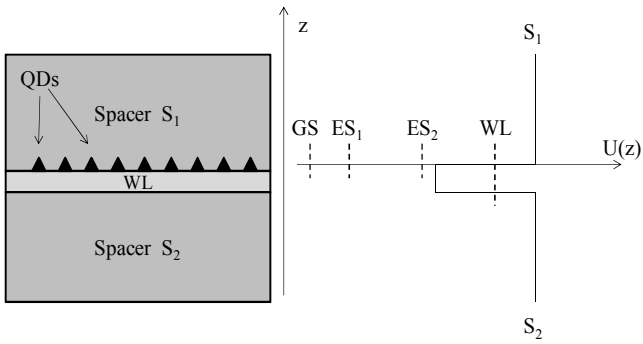 z
S₁
QDs
Spacer S₁
GS ES₁ ES₂ WL
U(z)
WL
Spacer S₂
S₂